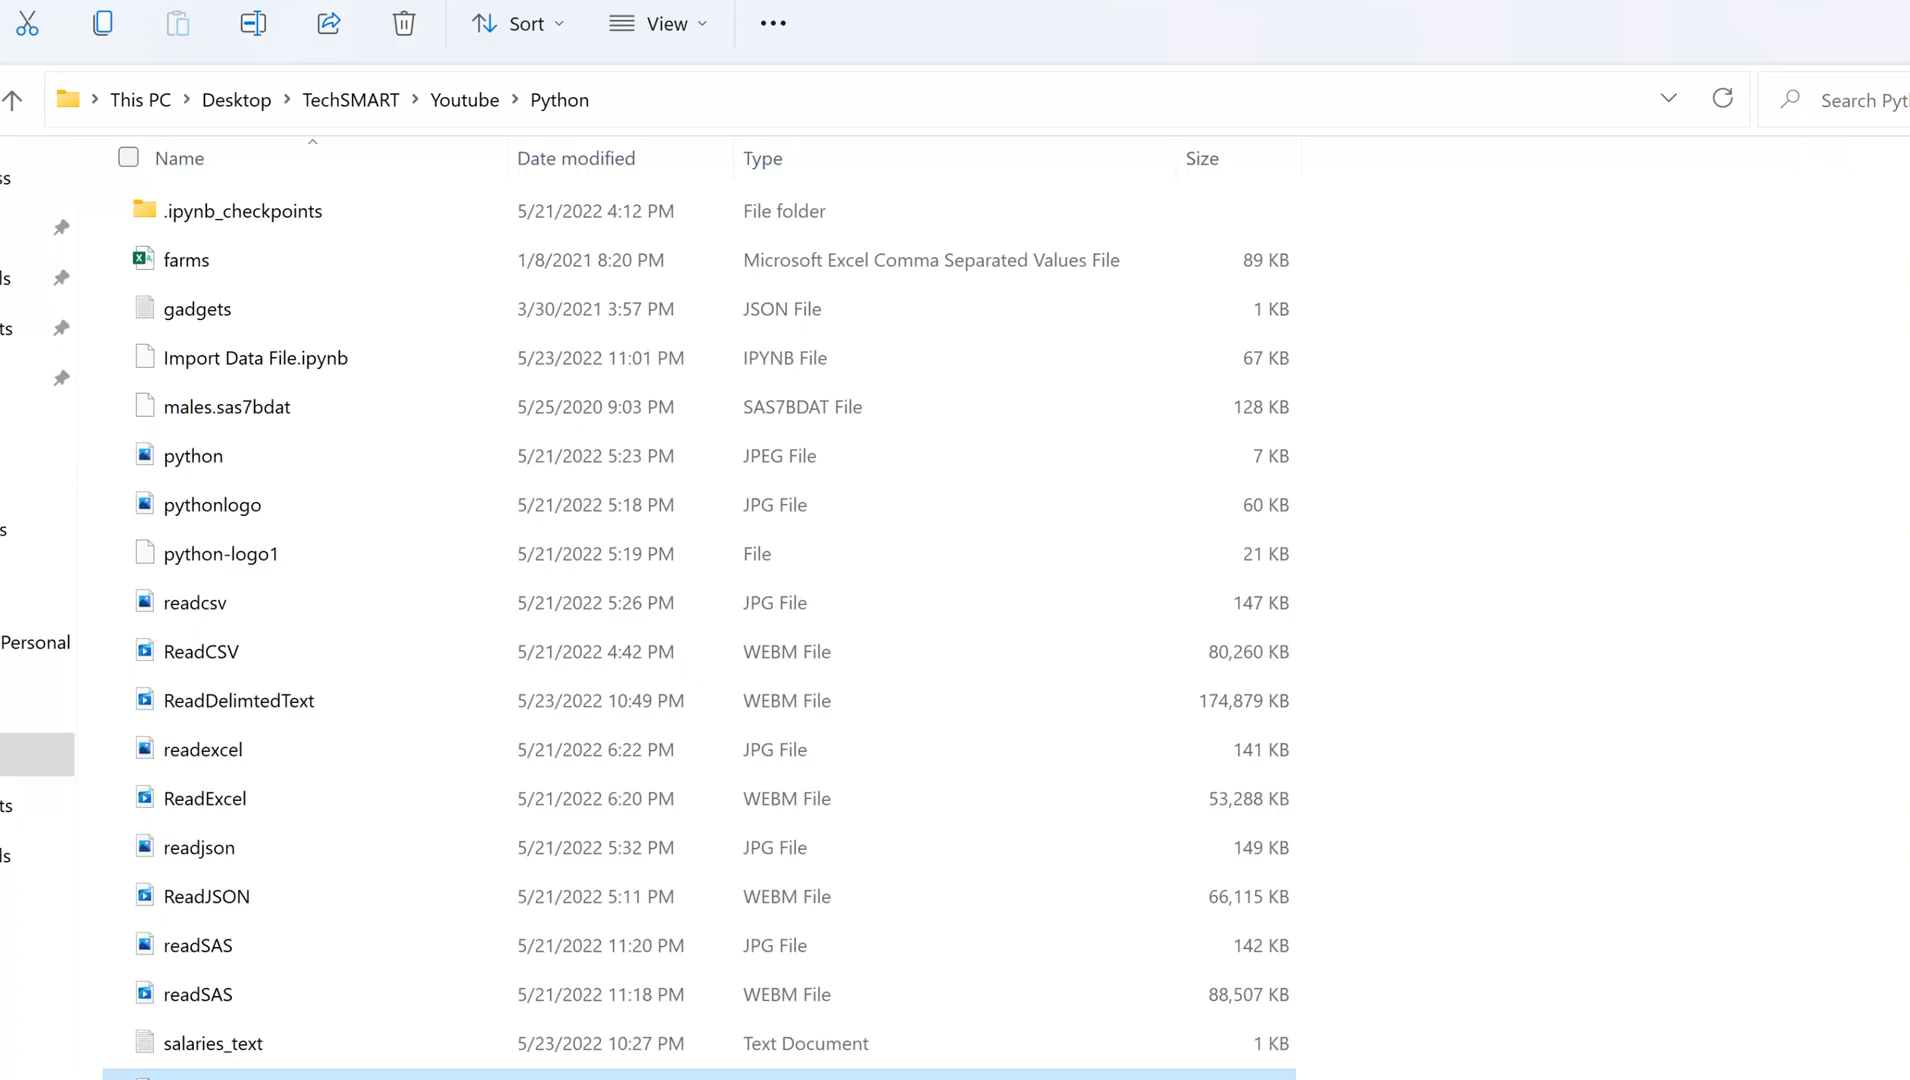 Sort View
This PC Desktop TechSMART Youtube Python
Search Pyt
Name Date modified Type Size
.ipynb_checkpoints 5/21/2022 4:12 PM File folder
farms 1/8/2021 8:20 PM Microsoft Excel Comma Separated Values File 89 KB
gadgets 3/30/2021 3:57 PM JSON File 1 KB
Import Data File.ipynb 5/23/2022 11:01 PM IPYNB File 67 KB
males.sas7bdat 5/25/2020 9:03 PM SAS7BDAT File 128 KB
python 5/21/2022 5:23 PM JPEG File 7 KB
pythonlogo 5/21/2022 5:18 PM JPG File 60 KB
python-logo1 5/21/2022 5:19 PM File 21 KB
readcsv 5/21/2022 5:26 PM JPG File 147 KB
Personal
ReadCSV 5/21/2022 4:42 PM WEBM File 80,260 KB
ReadDelimtedText 5/23/2022 10:49 PM WEBM File 174,879 KB
readexcel 5/21/2022 6:22 PM JPG File 141 KB
ReadExcel 5/21/2022 6:20 PM WEBM File 53,288 KB
readjson 5/21/2022 5:32 PM JPG File 149 KB
ReadJSON 5/21/2022 5:11 PM WEBM File 66,115 KB
readSAS 5/21/2022 11:20 PM JPG File 142 KB
readSAS 5/21/2022 11:18 PM WEBM File 88,507 KB
salaries_text 5/23/2022 10:27 PM Text Document 1 KB